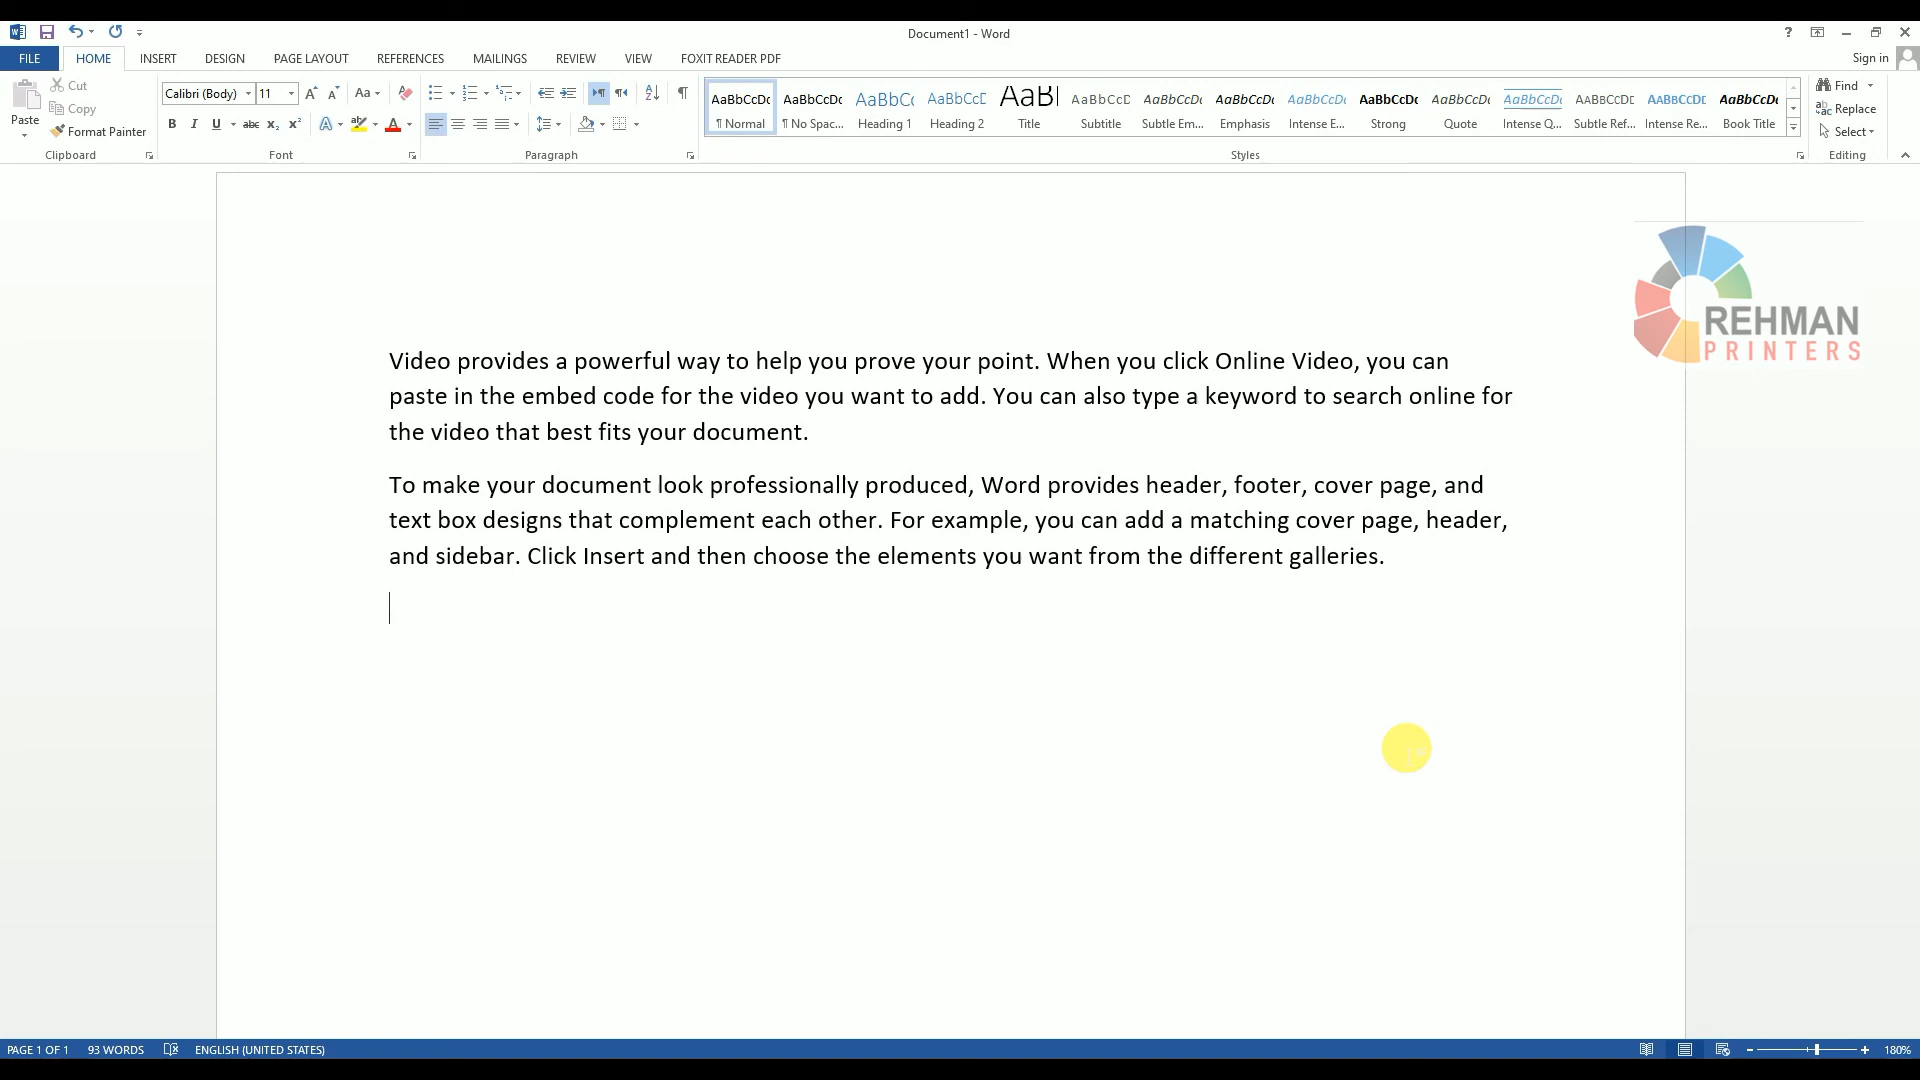 Document1 - Word
Sign in
FILE HOME INSERT DESIGN PAGE LAYOUT REFERENCES MAILINGS REVIEW VIEW FOXIT READER PDF
Paste
Cut
Copy
Format Painter
Clipboard
Calibri (Body) 11
Font
Paragraph
AaBbCcDc AaBbCcDc AaBbCc AaBbCcD AaB AaBbCcD AaBbCcDc AaBbCcDc AaBbCcDc AaBbCcDc AaBbCcDc AaBbCcDc AaBbCcDd AaBbCcDd AaBbCcDc
¶ Normal ¶ No Spac... Heading 1 Heading 2 Title Subtitle Subtle Em... Emphasis Intense E... Strong Quote Intense Q... Subtle Ref... Intense Re... Book Title
Styles
Find
Replace
Select
Editing
REHMAN
PRINTERS
Video provides a powerful way to help you prove your point. When you click Online Video, you can
paste in the embed code for the video you want to add. You can also type a keyword to search online for
the video that best fits your document.
To make your document look professionally produced, Word provides header, footer, cover page, and
text box designs that complement each other. For example, you can add a matching cover page, header,
and sidebar. Click Insert and then choose the elements you want from the different galleries.
PAGE 1 OF 1 93 WORDS ENGLISH (UNITED STATES) 180%